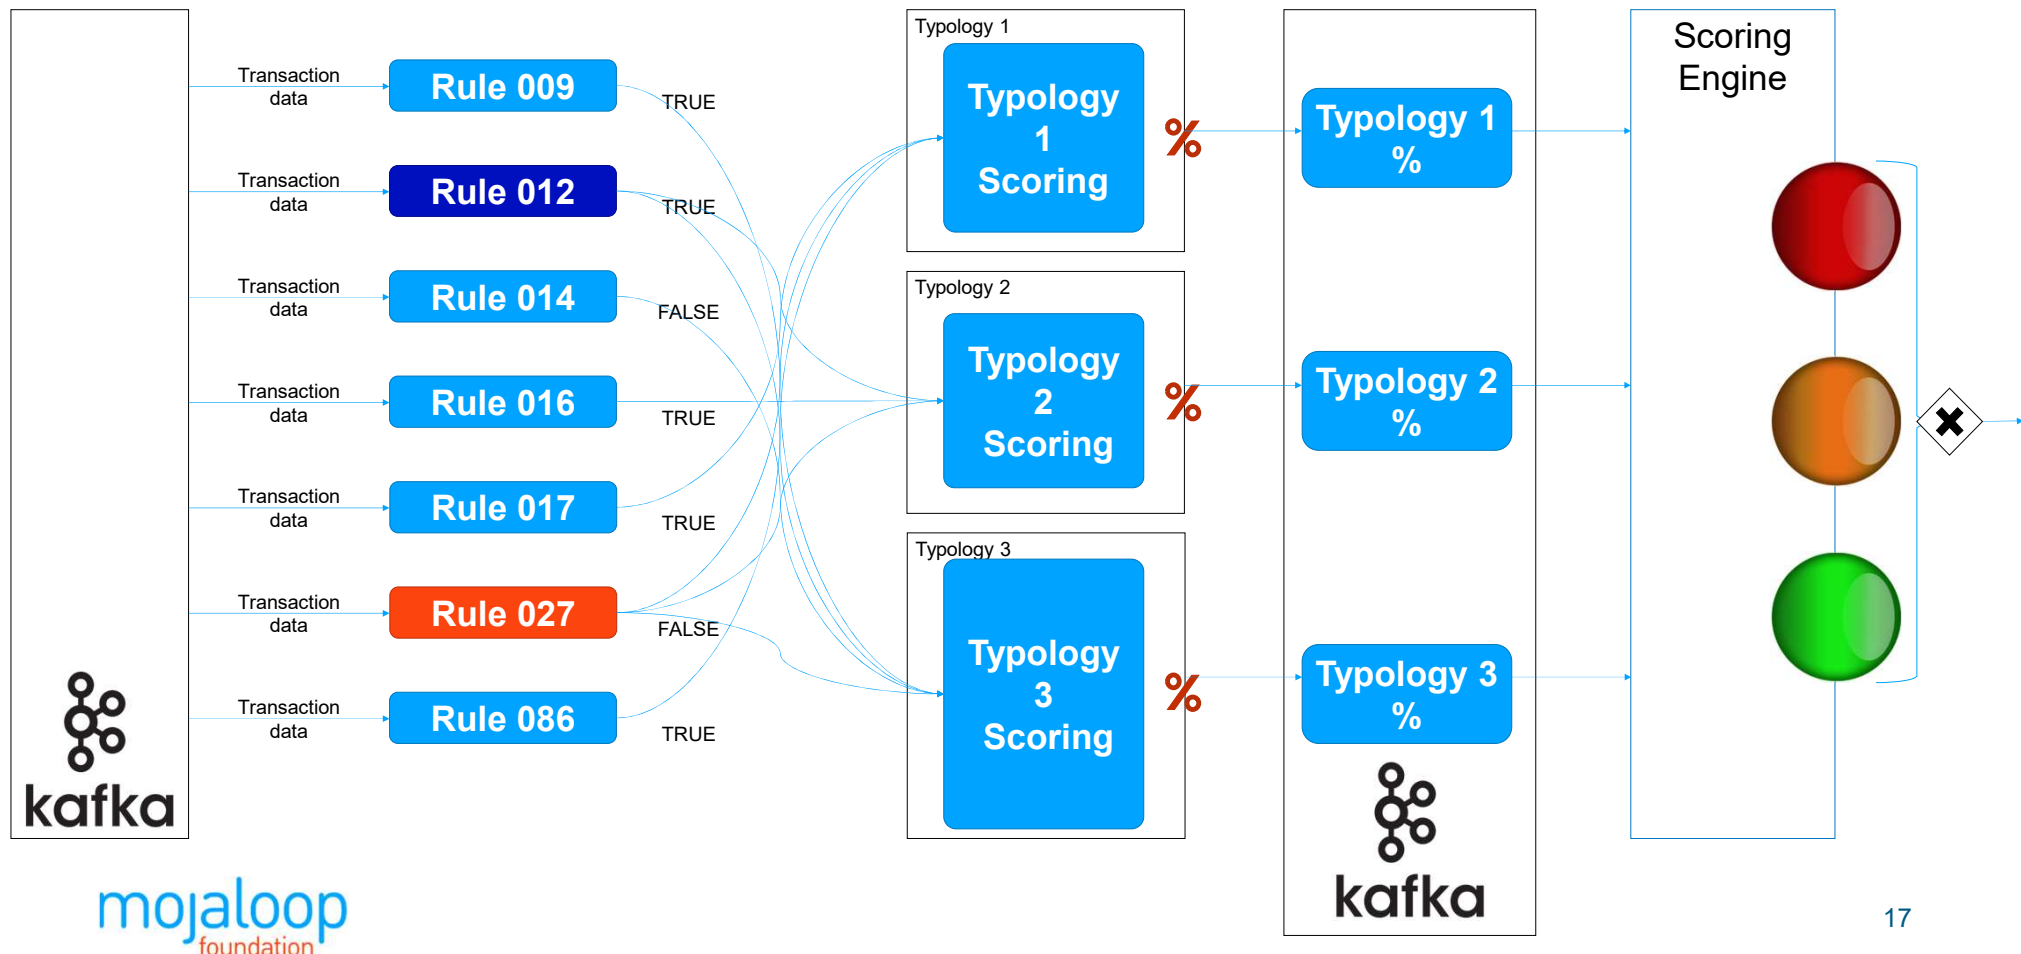 Transaction
data
Rule 009
TRUE
Transaction
data
Rule 012
TRUE
Transaction
data
Rule 014
FALSE
Transaction
data
Rule 016
TRUE
Transaction
data
Rule 017
TRUE
Transaction
data
Rule 027
FALSE
Transaction
data
Rule 086
TRUE
kafka
Typology 1
Typology
1
Scoring
%
Typology 2
Typology
2
Scoring
%
Typology 3
Typology
3
Scoring
%
Typology 1
%
Typology 2
%
Typology 3
%
kafka
Scoring
Engine
mojaloop
foundation
17